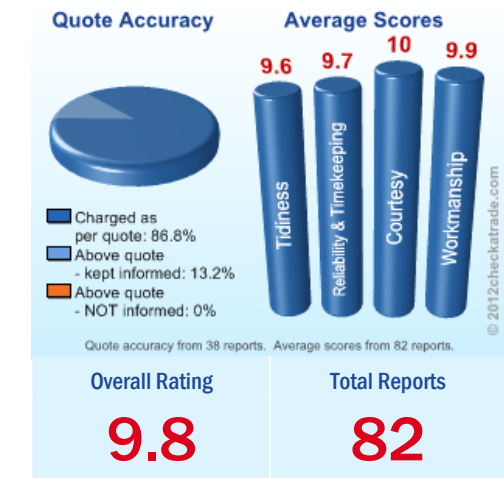 Quote Accuracy
Average Scores
9.6
9.7
10
9.9
Tidiness
Reliability & Timekeeping
Courtesy
Workmanship
Charged as
per quote: 86.8%
Above quote
- kept informed: 13.2%
Above quote
- NOT informed: 0%
© 2012checkatrade.com
Quote accuracy from 38 reports. Average scores from 82 reports.
Overall Rating
9.8
Total Reports
82